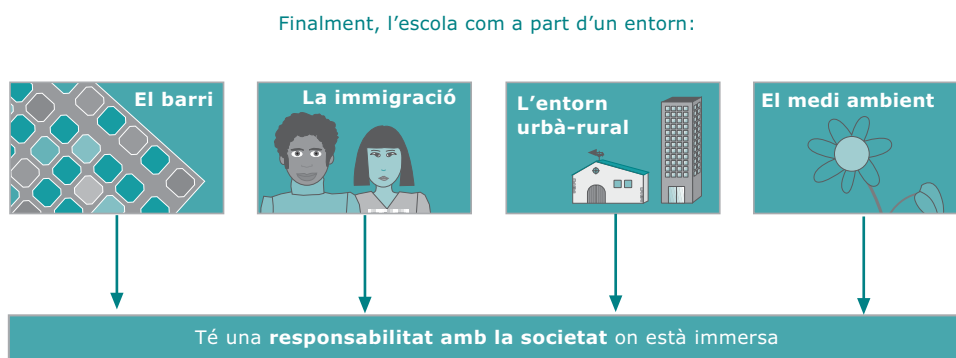 Finalment, l’escola com a part d’un entorn:
El barri
La immigració
L’entorn
urbà-rural
El medi ambient
Té una responsabilitat amb la societat on està immersa